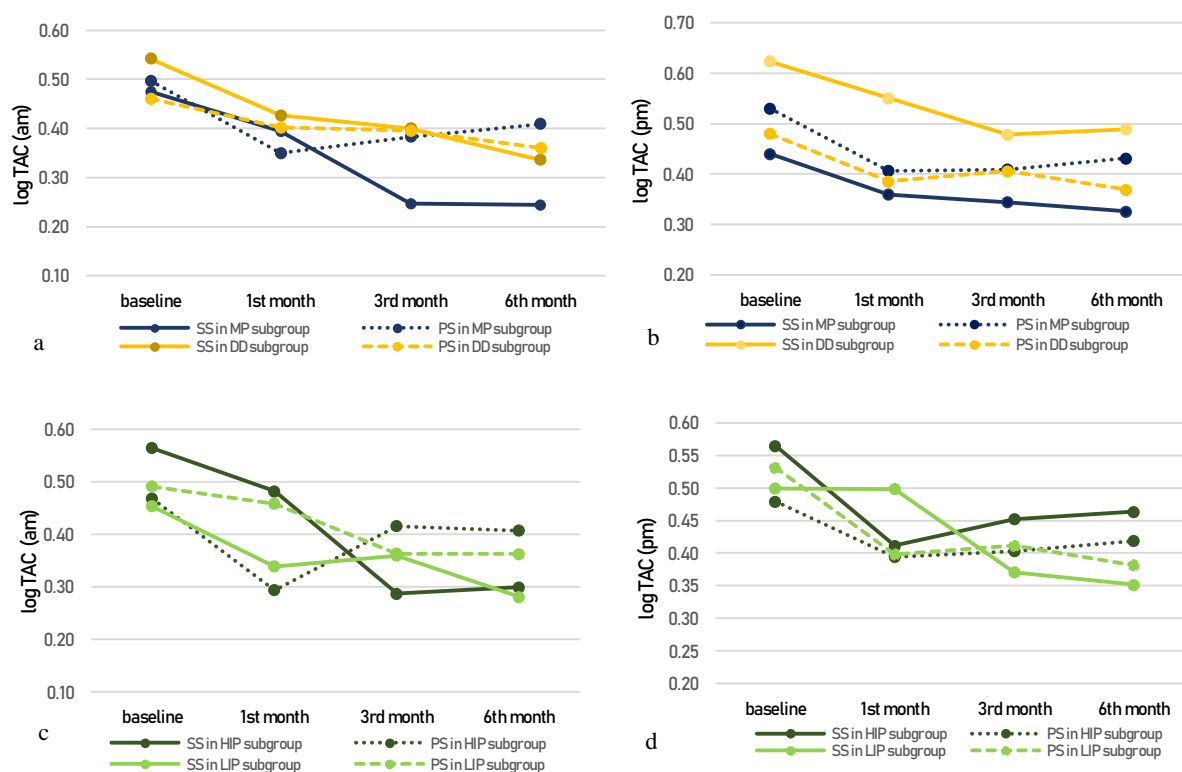 0.60
0.50
0.40
0.30
0.20
0.10
log TAC (am)
baseline 1st month 3rd month 6th month
SS in MP subgroup PS in MP subgroup
SS in DD subgroup PS in DD subgroup
a
0.70
0.60
0.50
0.40
0.30
0.20
log TAC (pm)
baseline 1st month 3rd month 6th month
SS in MP subgroup PS in MP subgroup
SS in DD subgroup PS in DD subgroup
b
0.60
0.50
0.40
0.30
0.20
0.10
log TAC (am)
baseline 1st month 3rd month 6th month
SS in HIP subgroup PS in HIP subgroup
SS in LIP subgroup PS in LIP subgroup
c
0.60
0.55
0.50
0.45
0.40
0.35
0.30
0.25
0.20
log TAC (pm)
baseline 1st month 3rd month 6th month
SS in HIP subgroup PS in HIP subgroup
SS in LIP subgroup PS in LIP subgroup
d